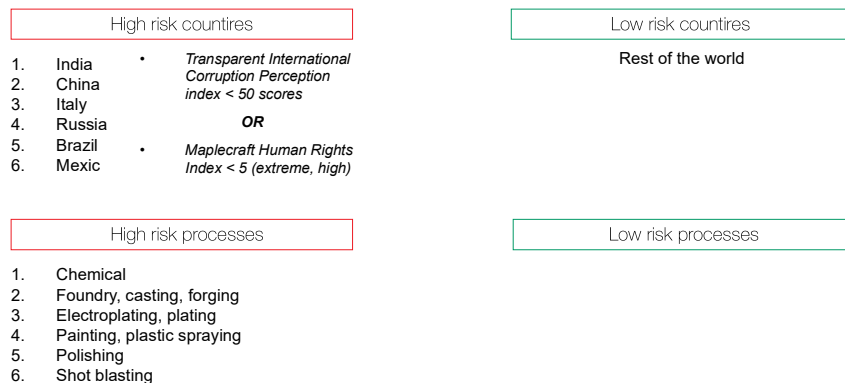 High risk countires
1. India
2. China
3. Italy
4. Russia
5. Brazil
6. Mexic
• Transparent International
Corruption Perception
index < 50 scores
OR
• Maplecraft Human Rights
Index < 5 (extreme, high)
Low risk countires
Rest of the world
High risk processes
1. Chemical
2. Foundry, casting, forging
3. Electroplating, plating
4. Painting, plastic spraying
5. Polishing
6. Shot blasting
Low risk processes